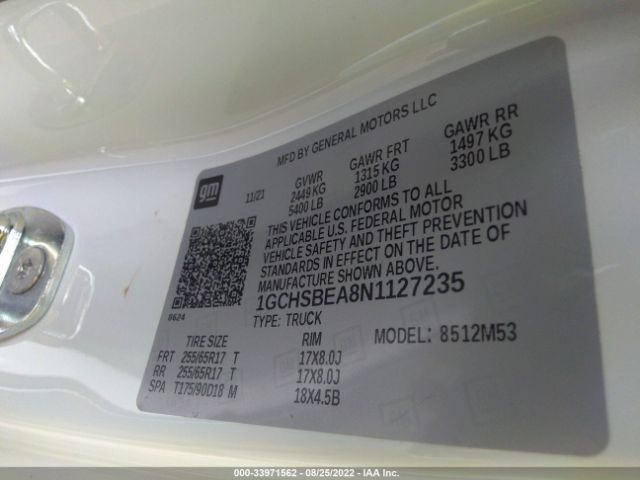 MFD BY GENERAL MOTORS LLC
gm
11/21
GVWR
2449 KG
5400 LB
GAWR FRT
1315 KG
2900 LB
GAWR RR
1497 KG
3300 LB
THIS VEHICLE CONFORMS TO ALL
APPLICABLE U.S. FEDERAL MOTOR
VEHICLE SAFETY AND THEFT PREVENTION
STANDARDS IN EFFECT ON THE DATE OF
MANUFACTURE SHOWN ABOVE.
1GCHSBEA8N1127235
8624
TYPE: TRUCK
MODEL: 8512M53
TIRE SIZE RIM
FRT 255/65R17 T 17X8.0J
RR 255/65R17 T 17X8.0J
SPA T175/90D18 M 18X4.5B
000-33971562 - 08/25/2022 - IAA Inc.